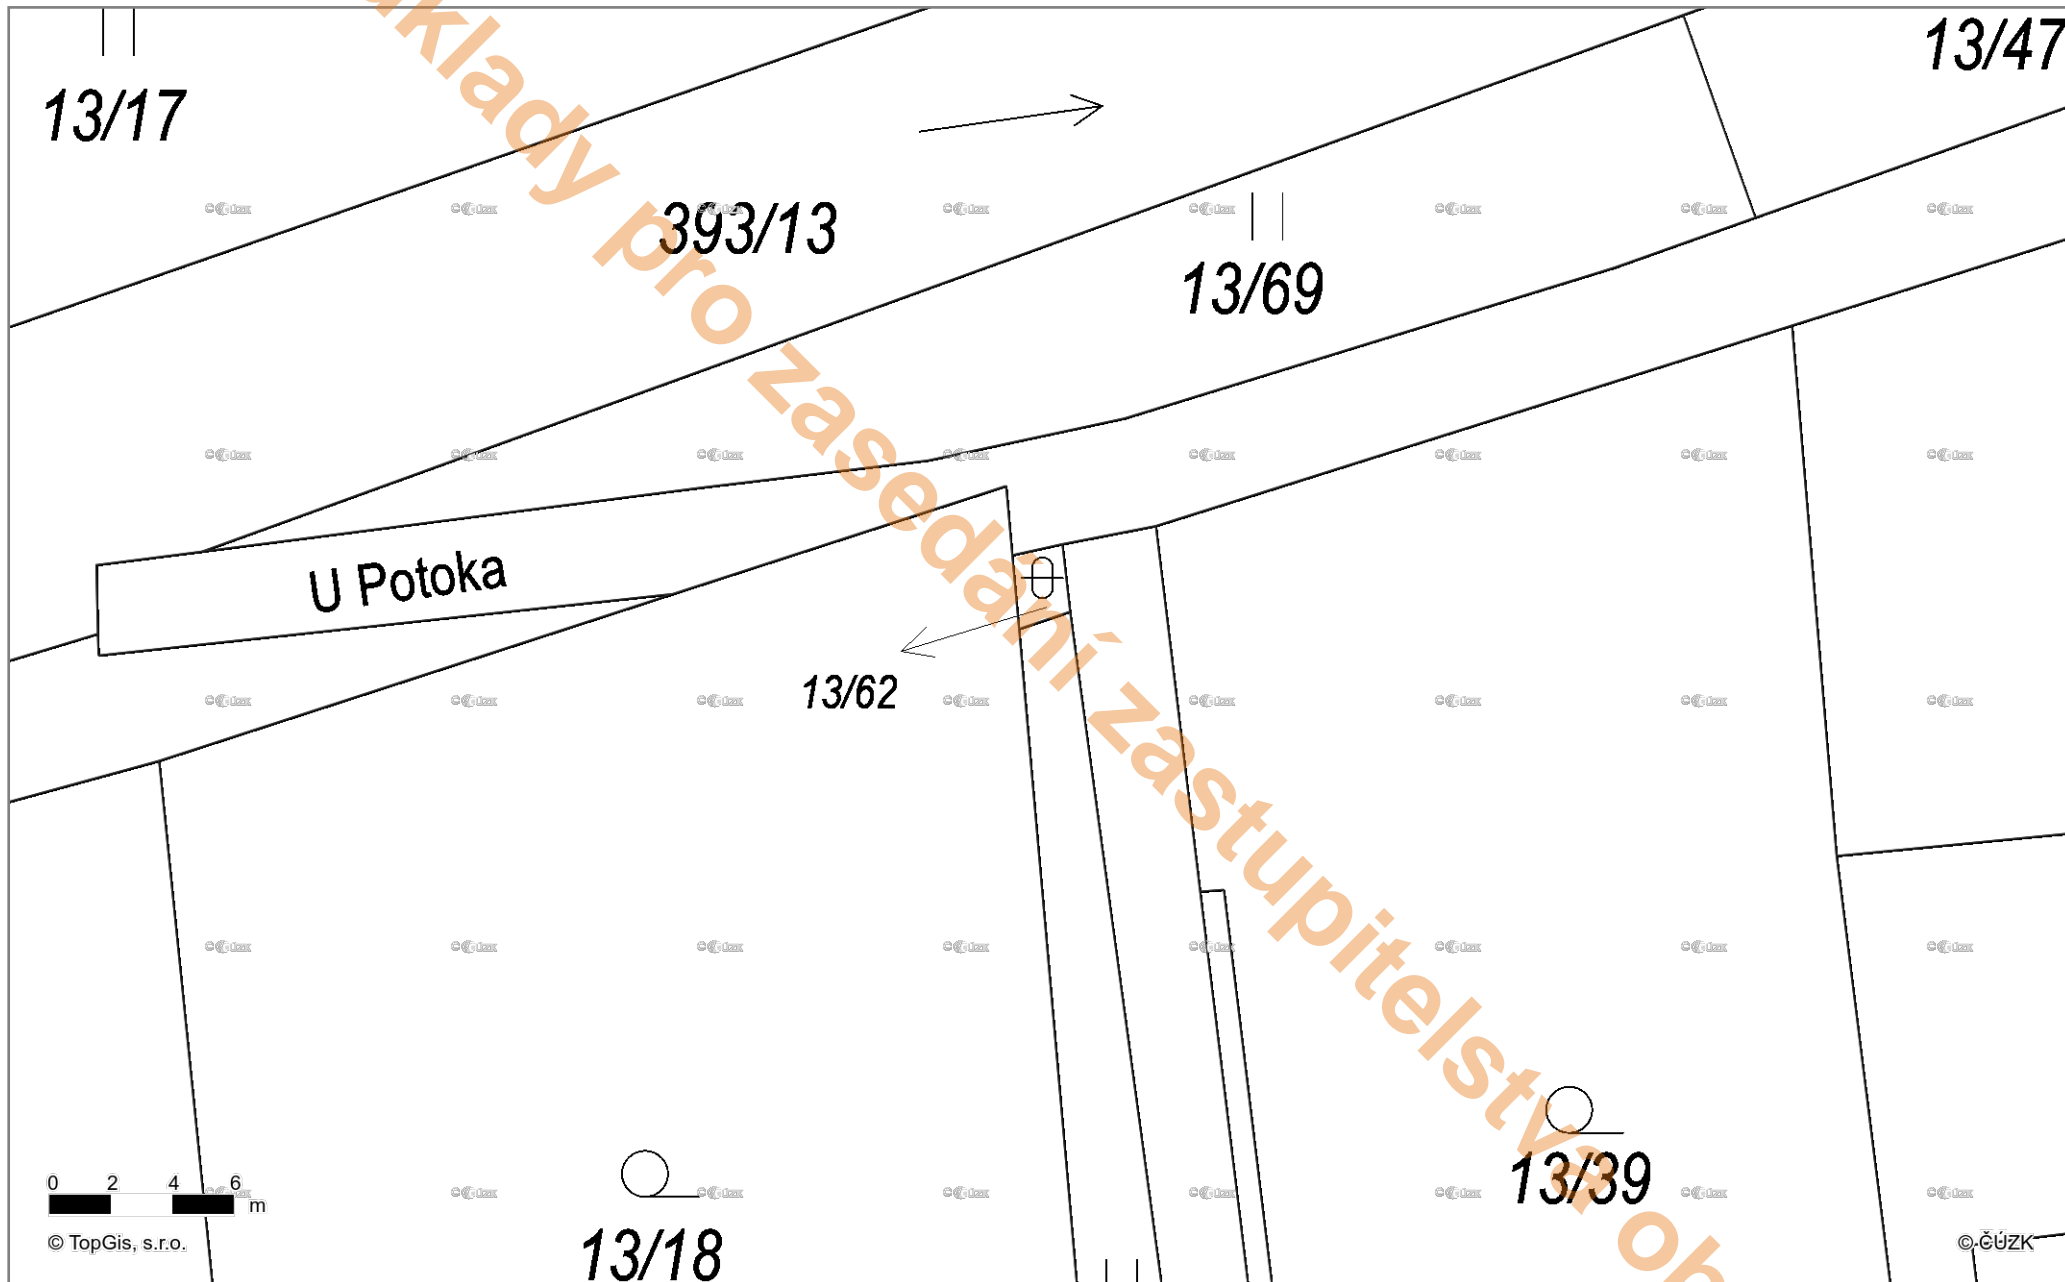 13/47
13/17
393/13
13/69
U Potoka
13/62
13/39
13/18
0 2 4 6 m
© TopGis, s.r.o.
© ČÚZK
klady pro zasedání zastupitelstva ob